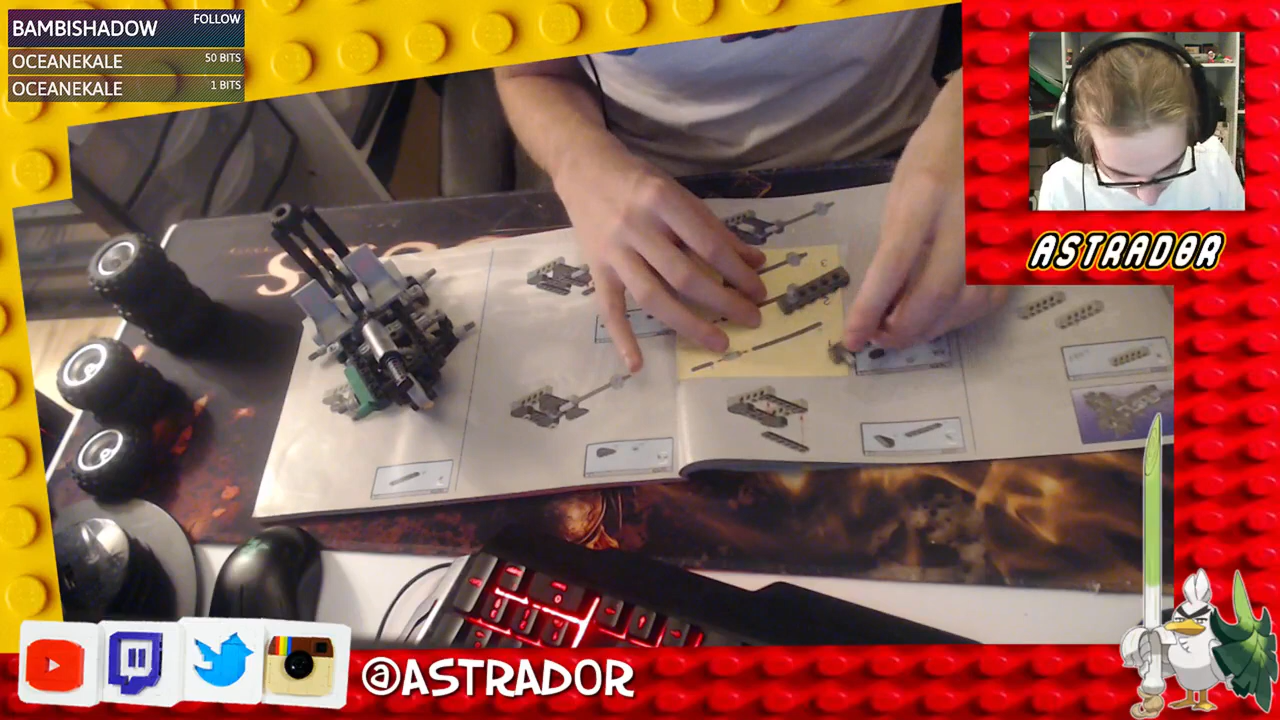 BAMBISHADOW FOLLOW
OCEANEKALE 50 BITS
OCEANEKALE 1 BITS
ASTRADOR
@ASTRADOR